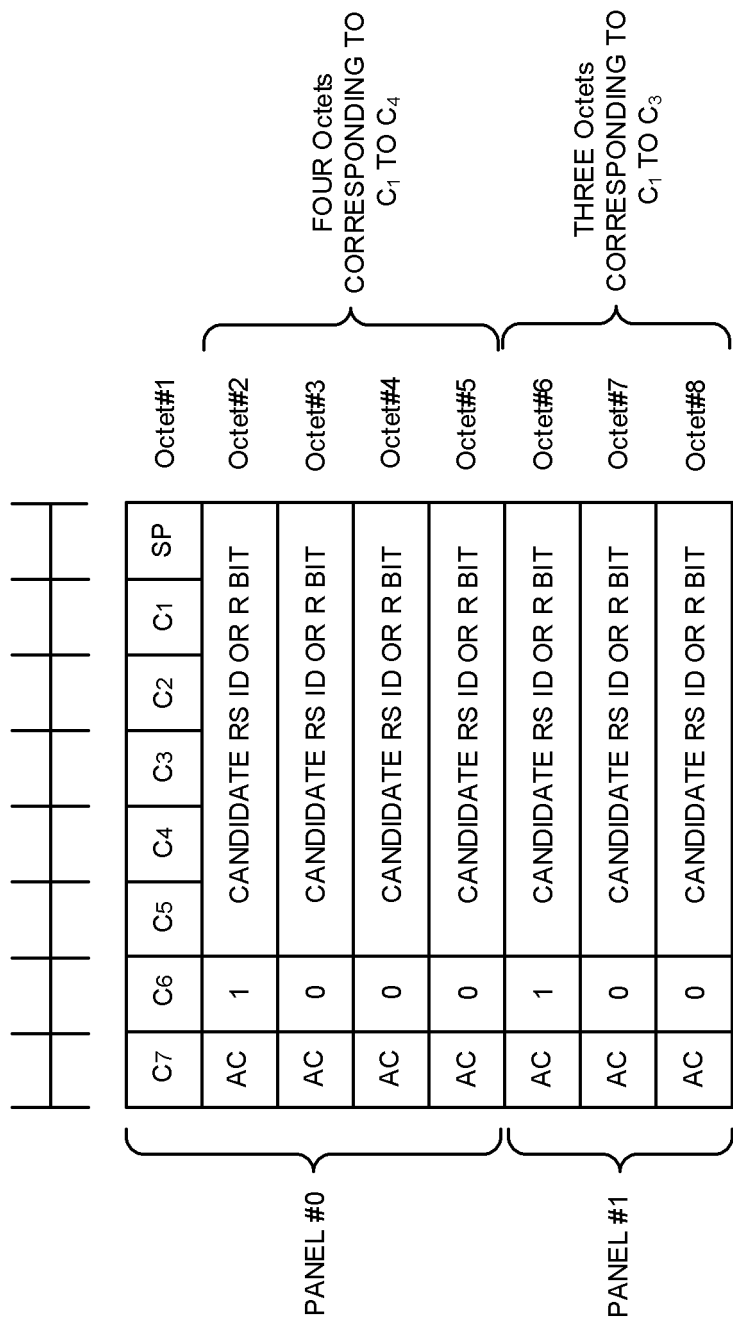 C7 C6 C5 C4 C3 C2 C1 SP Octet#1
AC 1 CANDIDATE RS ID OR R BIT Octet#2
AC 0 CANDIDATE RS ID OR R BIT Octet#3
AC 0 CANDIDATE RS ID OR R BIT Octet#4
AC 0 CANDIDATE RS ID OR R BIT Octet#5
AC 1 CANDIDATE RS ID OR R BIT Octet#6
AC 0 CANDIDATE RS ID OR R BIT Octet#7
AC 0 CANDIDATE RS ID OR R BIT Octet#8
PANEL #0
PANEL #1
FOUR Octets
CORRESPONDING TO
C₁ TO C₄
THREE Octets
CORRESPONDING TO
C₁ TO C₃